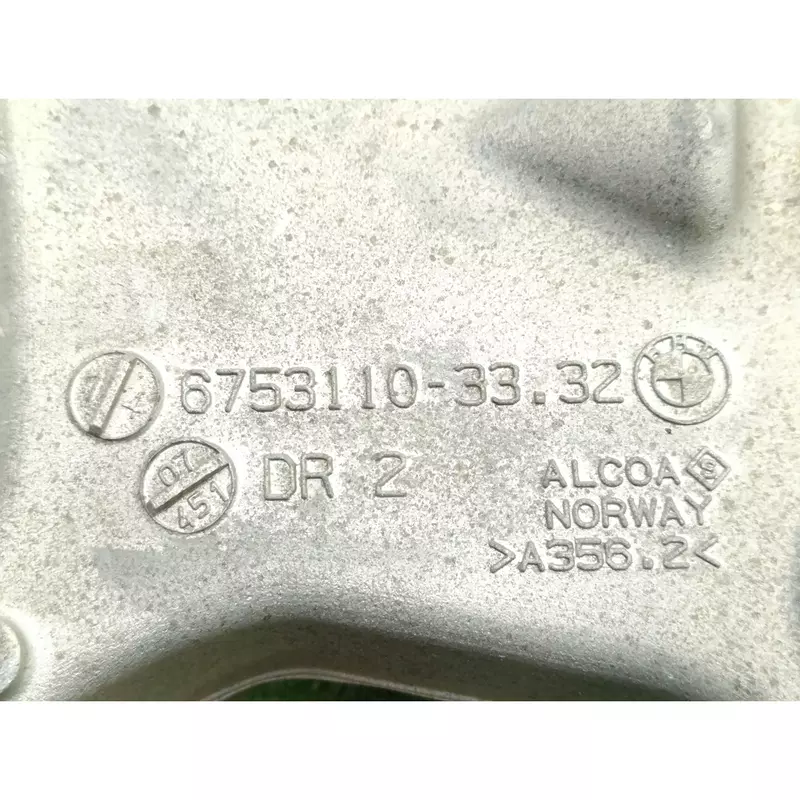 6753110-33.32
07
451
DR 2
ALCOA
NORWAY
>A356.2<